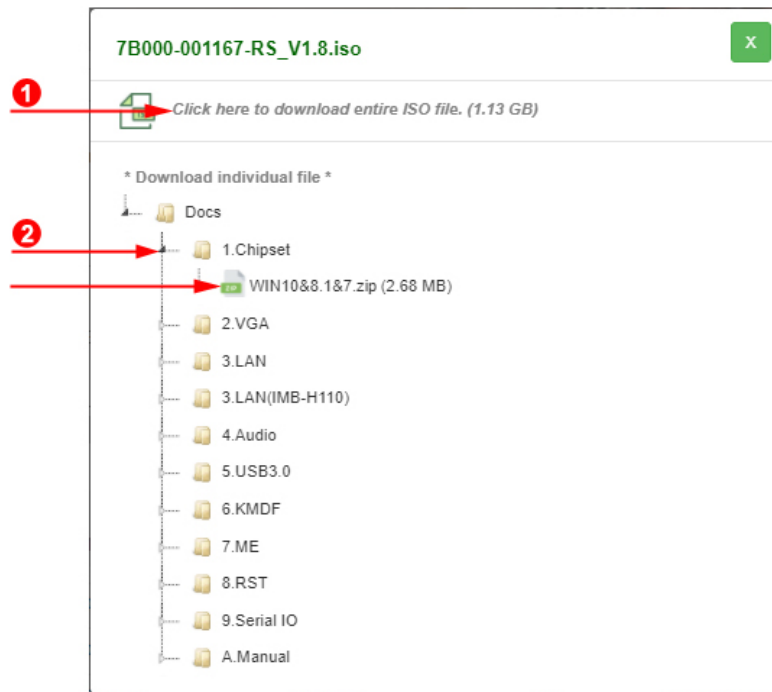 7B000-001167-RS_V1.8.iso
X
1
Click here to download entire ISO file. (1.13 GB)
* Download individual file *
Docs
2
1.Chipset
ZIP
WIN10&8.1&7.zip (2.68 MB)
2.VGA
3.LAN
3.LAN(IMB-H110)
4.Audio
5.USB3.0
6.KMDF
7.ME
8.RST
9.Serial IO
A.Manual